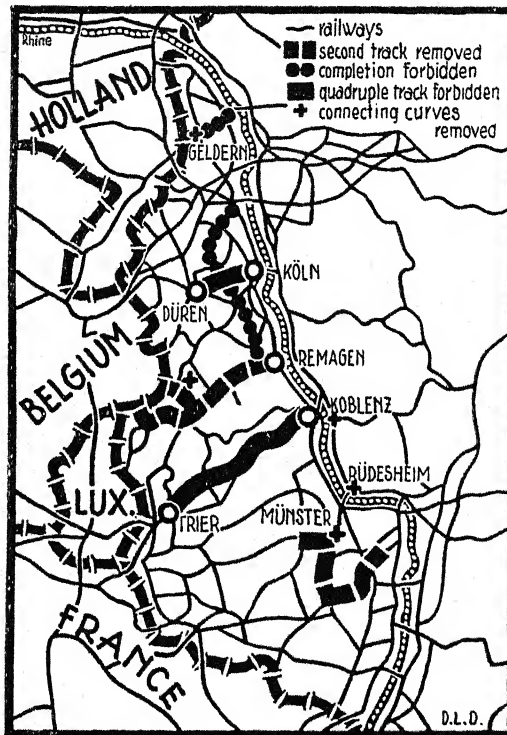 railways
second track removed
completion forbidden
quadruple track forbidden
connecting curves
removed
Rhine
HOLLAND
GELDERN
KÖLN
DÜREN
REMAGEN
BELGIUM
KOBLENZ
RÜDESHEIM
LUX.
TRIER
MÜNSTER
FRANCE
D.L.D.